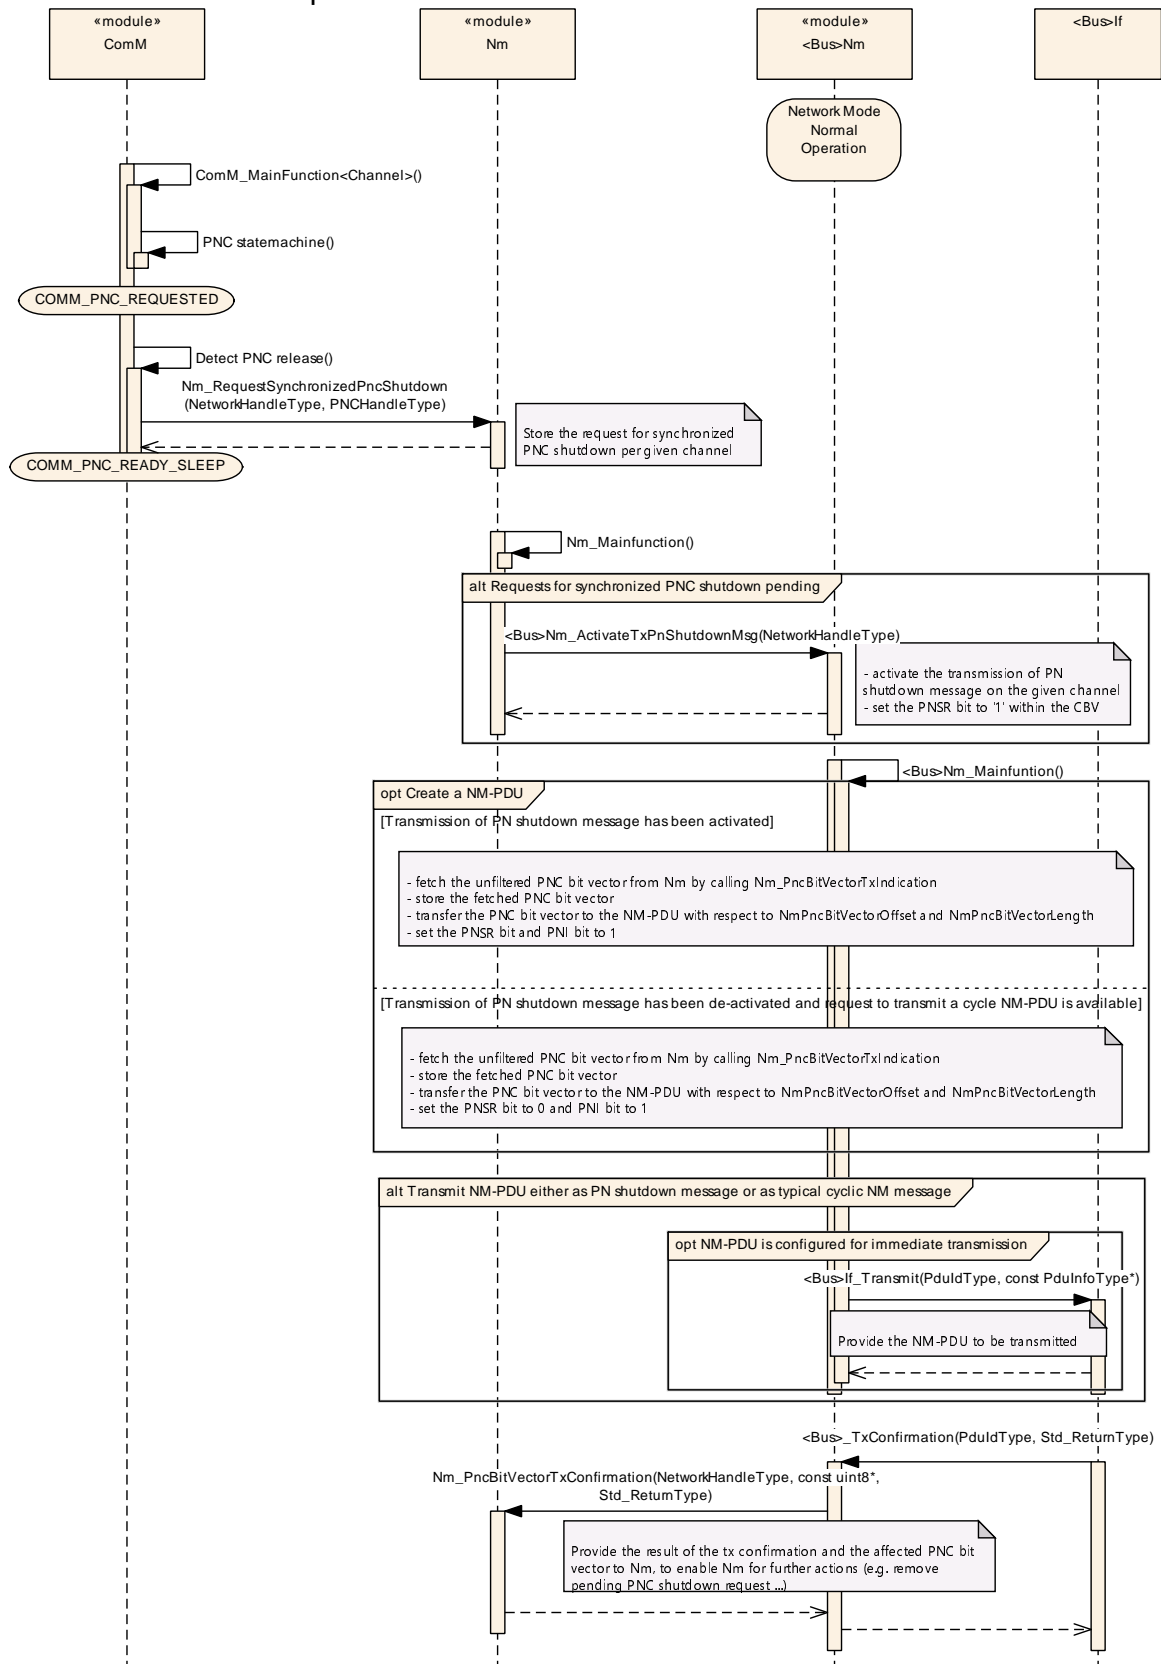 «module»
ComM
«module»
Nm
«module»
<Bus>Nm
<Bus>If
Network Mode
Normal
Operation
ComM_MainFunction<Channel>()
PNC statemachine()
COMM_PNC_REQUESTED
Detect PNC release()
Nm_RequestSynchronizedPncShutdown
(NetworkHandleType, PNCHandleType)
Store the request for synchronized
PNC shutdown per given channel
COMM_PNC_READY_SLEEP
Nm_Mainfunction()
alt Requests for synchronized PNC shutdown pending
<Bus>Nm_ActivateTxPnShutdownMsg(NetworkHandleType)
- activate the transmission of PN
shutdown message on the given channel
- set the PNSR bit to '1' within the CBV
<Bus>Nm_Mainfuntion()
opt Create a NM-PDU
[Transmission of PN shutdown message has been activated]
- fetch the unfiltered PNC bit vector from Nm by calling Nm_PncBitVectorTxIndication
- store the fetched PNC bit vector
- transfer the PNC bit vector to the NM-PDU with respect to NmPncBitVectorOffset and NmPncBitVectorLength
- set the PNSR bit and PNI bit to 1
[Transmission of PN shutdown message has been de-activated and request to transmit a cycle NM-PDU is available]
- fetch the unfiltered PNC bit vector from Nm by calling Nm_PncBitVectorTxIndication
- store the fetched PNC bit vector
- transfer the PNC bit vector to the NM-PDU with respect to NmPncBitVectorOffset and NmPncBitVectorLength
- set the PNSR bit to 0 and PNI bit to 1
alt Transmit NM-PDU either as PN shutdown message or as typical cyclic NM message
opt NM-PDU is configured for immediate transmission
<Bus>If_Transmit(PduIdType, const PduInfoType*)
Provide the NM-PDU to be transmitted
<Bus>_TxConfirmation(PduIdType, Std_ReturnType)
Nm_PncBitVectorTxConfirmation(NetworkHandleType, const uint8*,
Std_ReturnType)
Provide the result of the tx confirmation and the affected PNC bit
vector to Nm, to enable Nm for further actions (e.g. remove
pending PNC shutdown request ...)